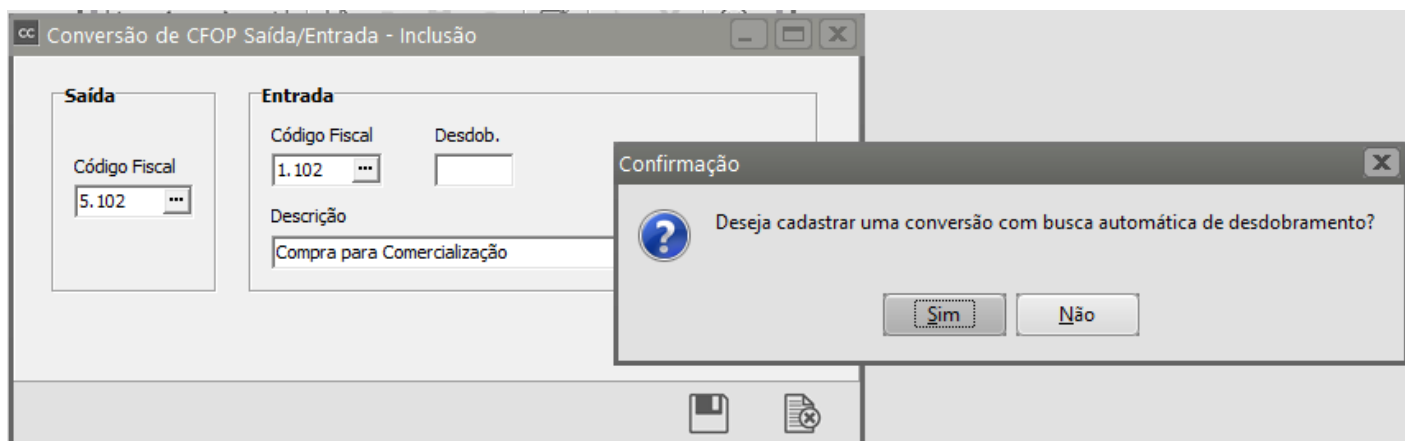 cc Conversão de CFOP Saída/Entrada - Inclusão
Saída
Código Fiscal
5.102 ...
Entrada
Código Fiscal Desdob.
1.102 ...
Descrição
Compra para Comercialização
Confirmação
Deseja cadastrar uma conversão com busca automática de desdobramento?
Sim Não